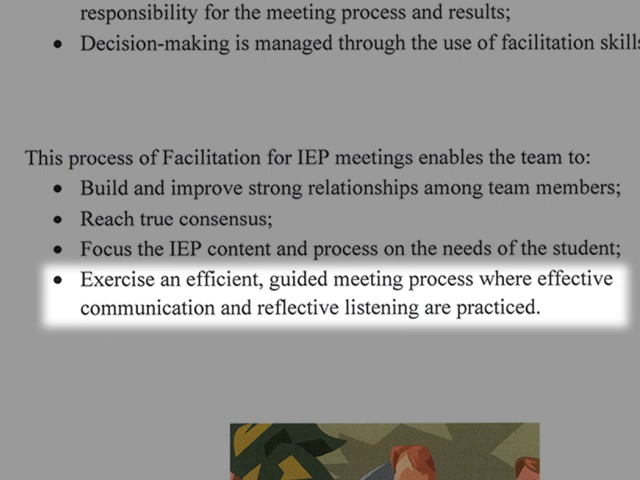 responsibility for the meeting process and results;
• Decision-making is managed through the use of facilitation skills
This process of Facilitation for IEP meetings enables the team to:
• Build and improve strong relationships among team members;
• Reach true consensus;
• Focus the IEP content and process on the needs of the student;
• Exercise an efficient, guided meeting process where effective
communication and reflective listening are practiced.